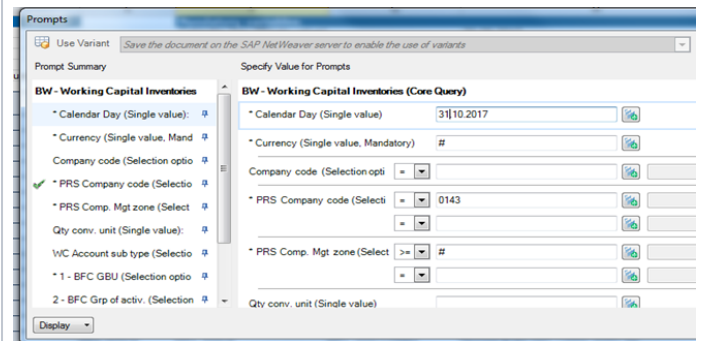 Prompts
Use Variant Save the document on the SAP NetWeaver server to enable the use of variants
Prompt Summary
Specify Value for Prompts
BW - Working Capital Inventories
* Calendar Day (Single value):
* Currency (Single value, Mand
Company code (Selection optio
* PRS Company code (Selectio
* PRS Comp. Mgt zone (Select
Qty conv. unit (Single value):
WC Account sub type (Selectio
* 1 - BFC GBU (Selection optio
2 - BFC Grp of activ. (Selection
BW - Working Capital Inventories (Core Query)
* Calendar Day (Single value) 31.10.2017
* Currency (Single value, Mandatory) #
Company code (Selection opti =
* PRS Company code (Selecti = 0143
=
* PRS Comp. Mgt zone (Select >= #
=
Qty conv. unit (Single value)
Display